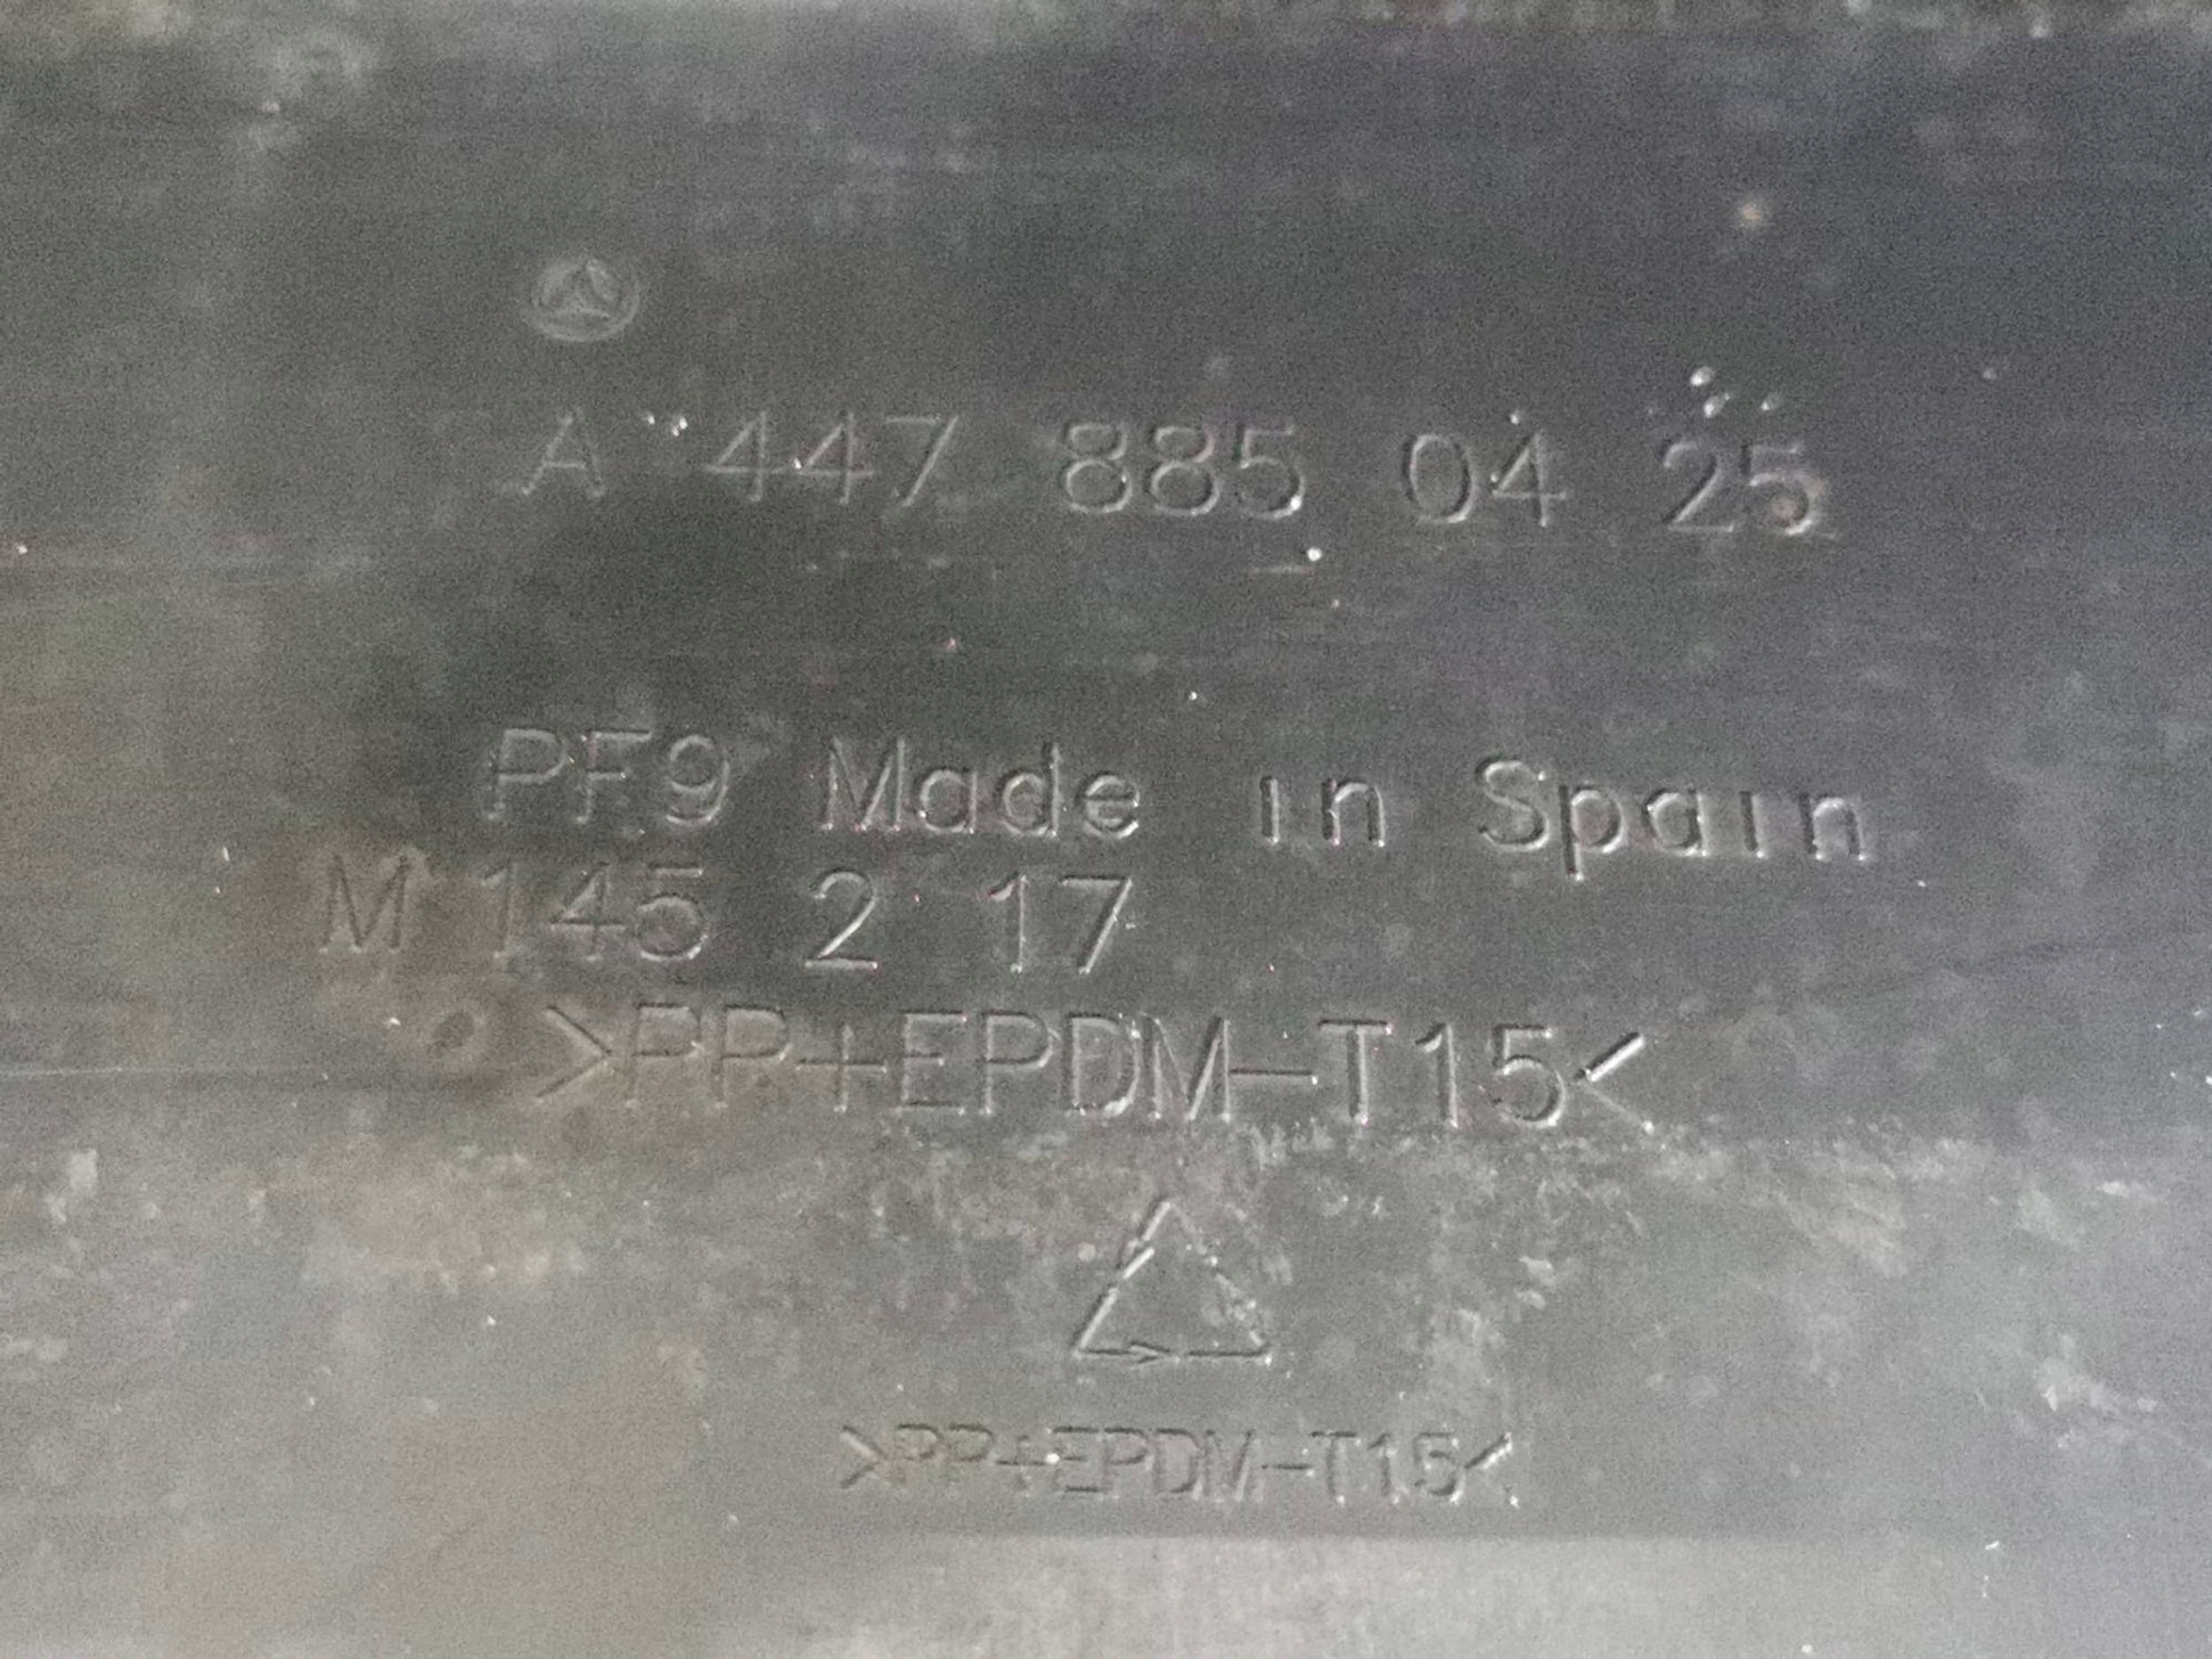 A 447 885 04 25
PF9 Made in Spain
M 145 2 17
>PP+EPDM-T15<
>PP+EPDM-T15<